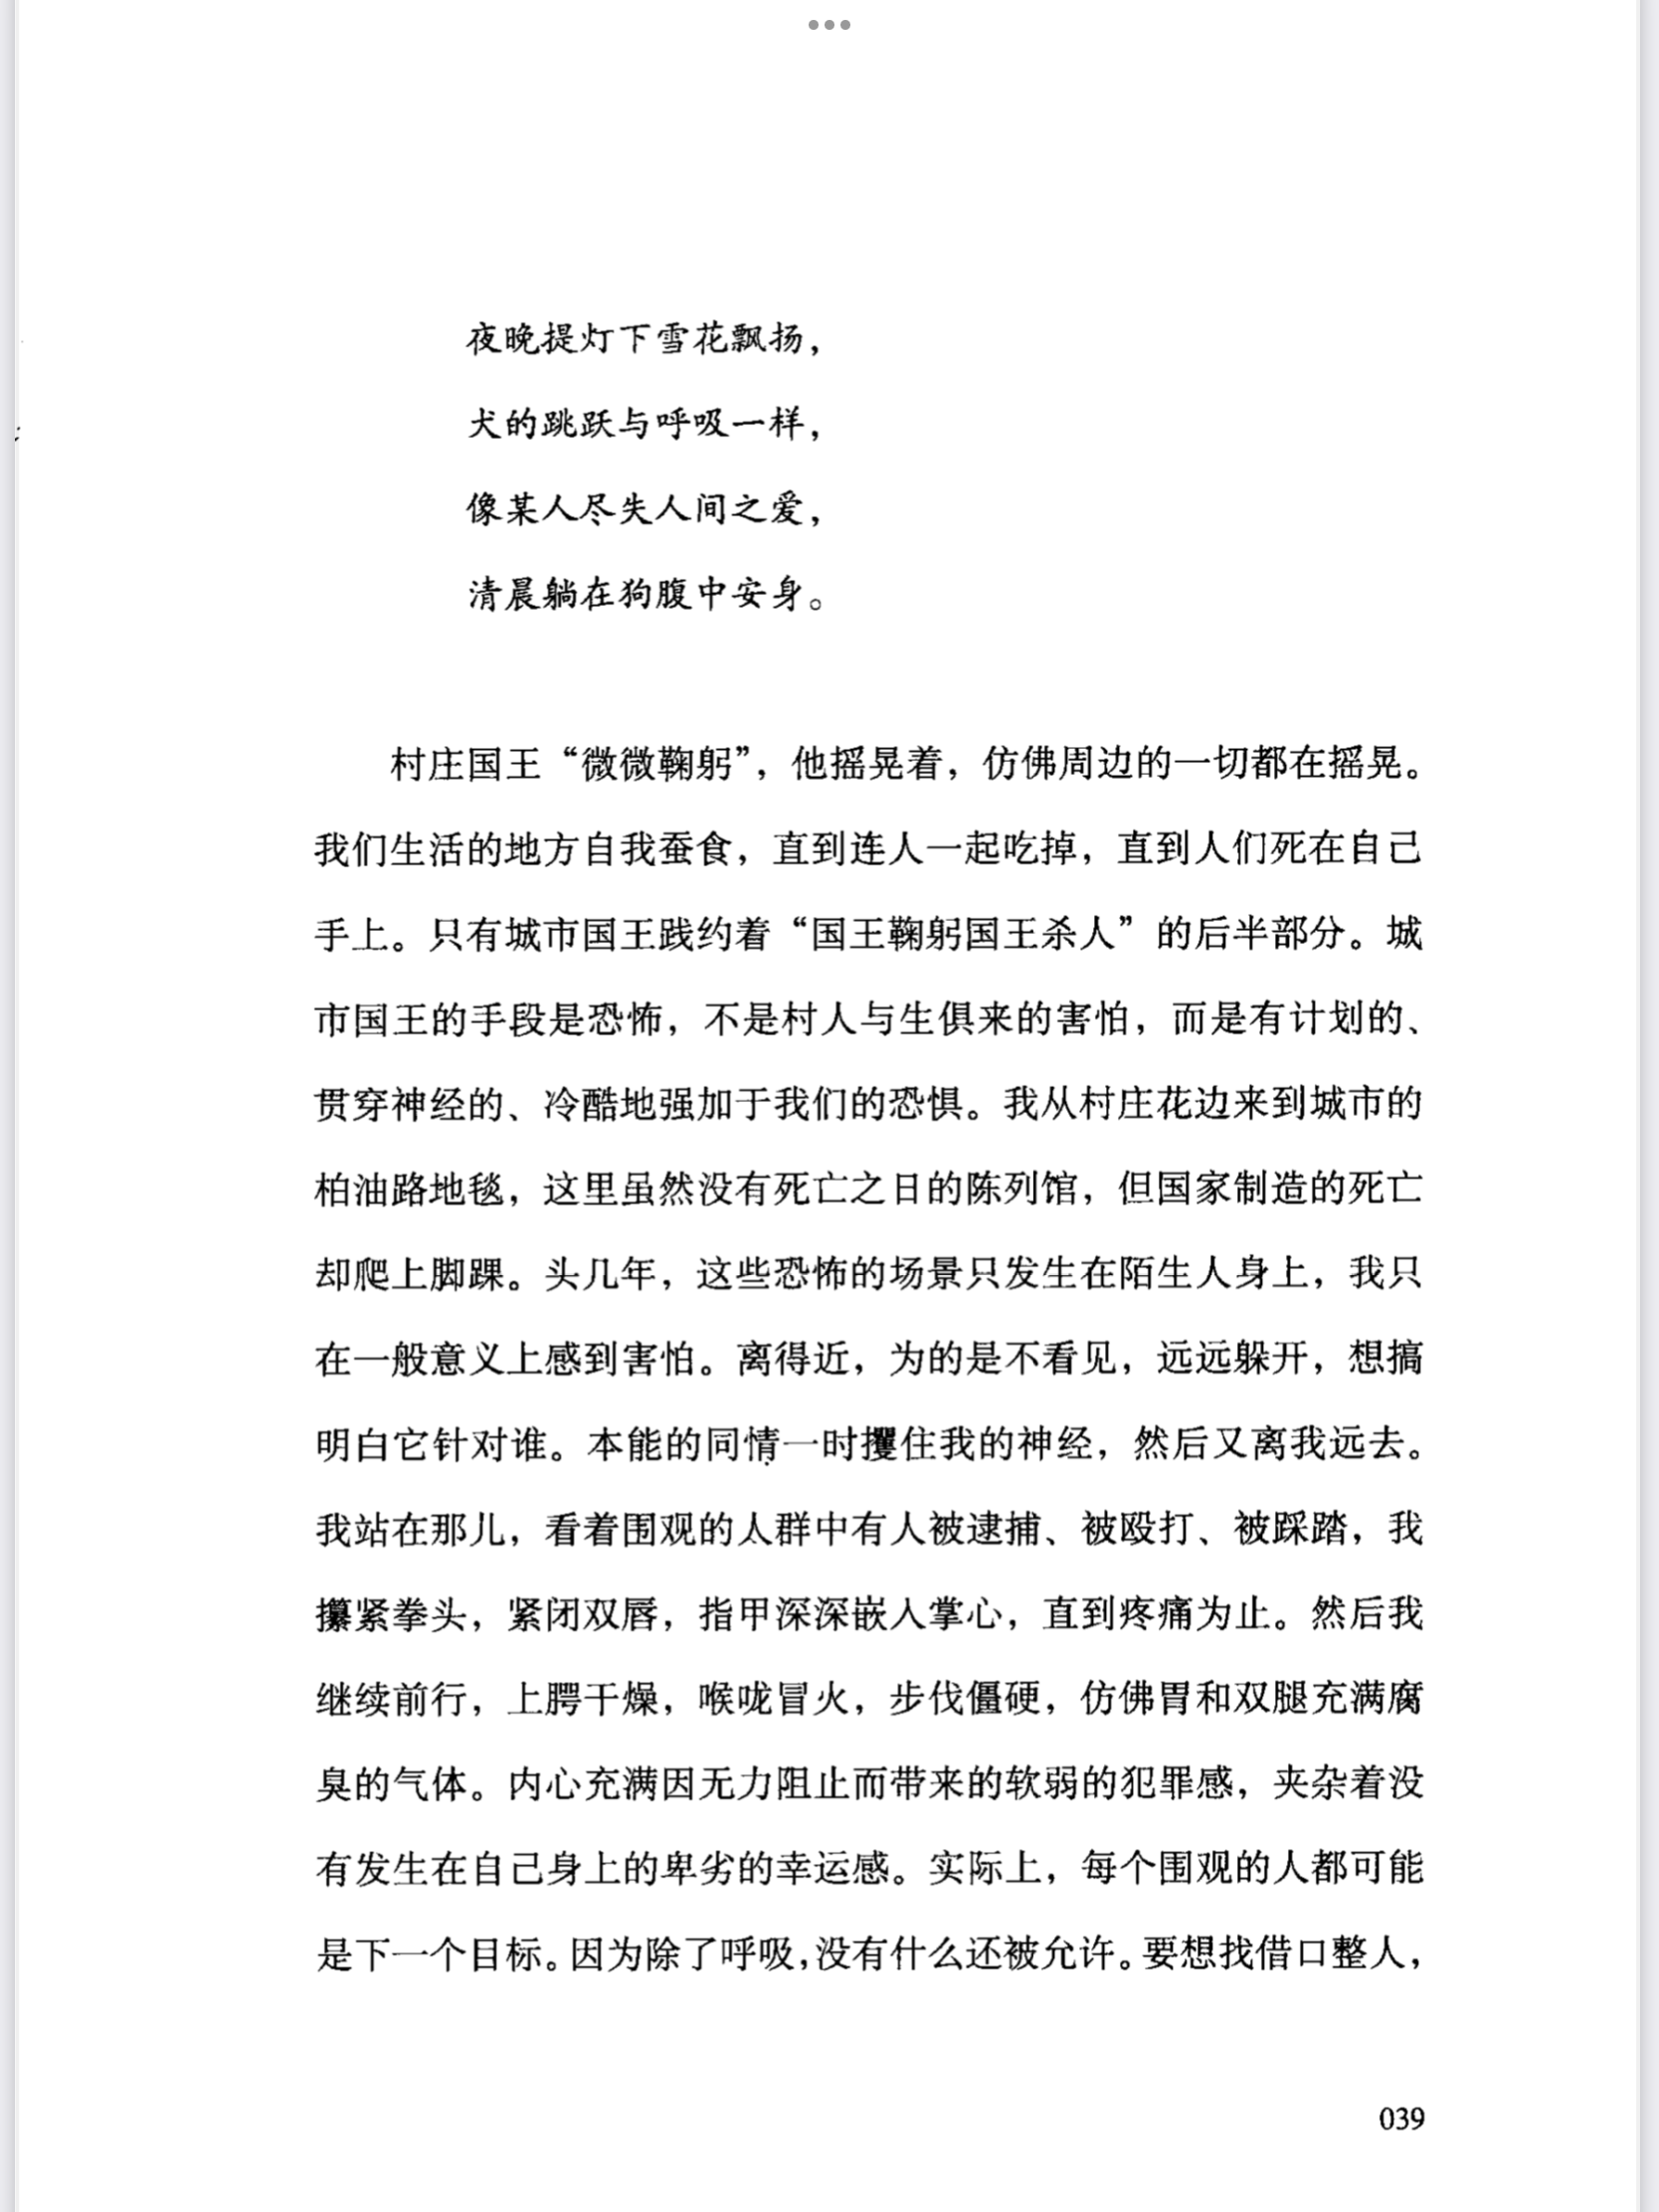 夜晚提灯下雪花飘扬，
犬的跳跃与呼吸一样，
像某人尽失人间之爱，
清晨躺在狗腹中安身。
村庄国王“微微鞠躬”，他摇晃着，仿佛周边的一切都在摇晃。
我们生活的地方自我蚕食，直到连人一起吃掉，直到人们死在自己
手上。只有城市国王践约着“国王鞠躬国王杀人”的后半部分。城
市国王的手段是恐怖，不是村人与生俱来的害怕，而是有计划的、
贯穿神经的、冷酷地强加于我们的恐惧。我从村庄花边来到城市的
柏油路地毯，这里虽然没有死亡之日的陈列馆，但国家制造的死亡
却爬上脚踝。头几年，这些恐怖的场景只发生在陌生人身上，我只
在一般意义上感到害怕。离得近，为的是不看见，远远躲开，想搞
明白它针对谁。本能的同情一时攫住我的神经，然后又离我远去。
我站在那儿，看着围观的人群中有人被逮捕、被殴打、被踩踏，我
攥紧拳头，紧闭双唇，指甲深深嵌入掌心，直到疼痛为止。然后我
继续前行，上腭干燥，喉咙冒火，步伐僵硬，仿佛胃和双腿充满腐
臭的气体。内心充满因无力阻止而带来的软弱的犯罪感，夹杂着没
有发生在自己身上的卑劣的幸运感。实际上，每个围观的人都可能
是下一个目标。因为除了呼吸，没有什么还被允许。要想找借口整人，
039